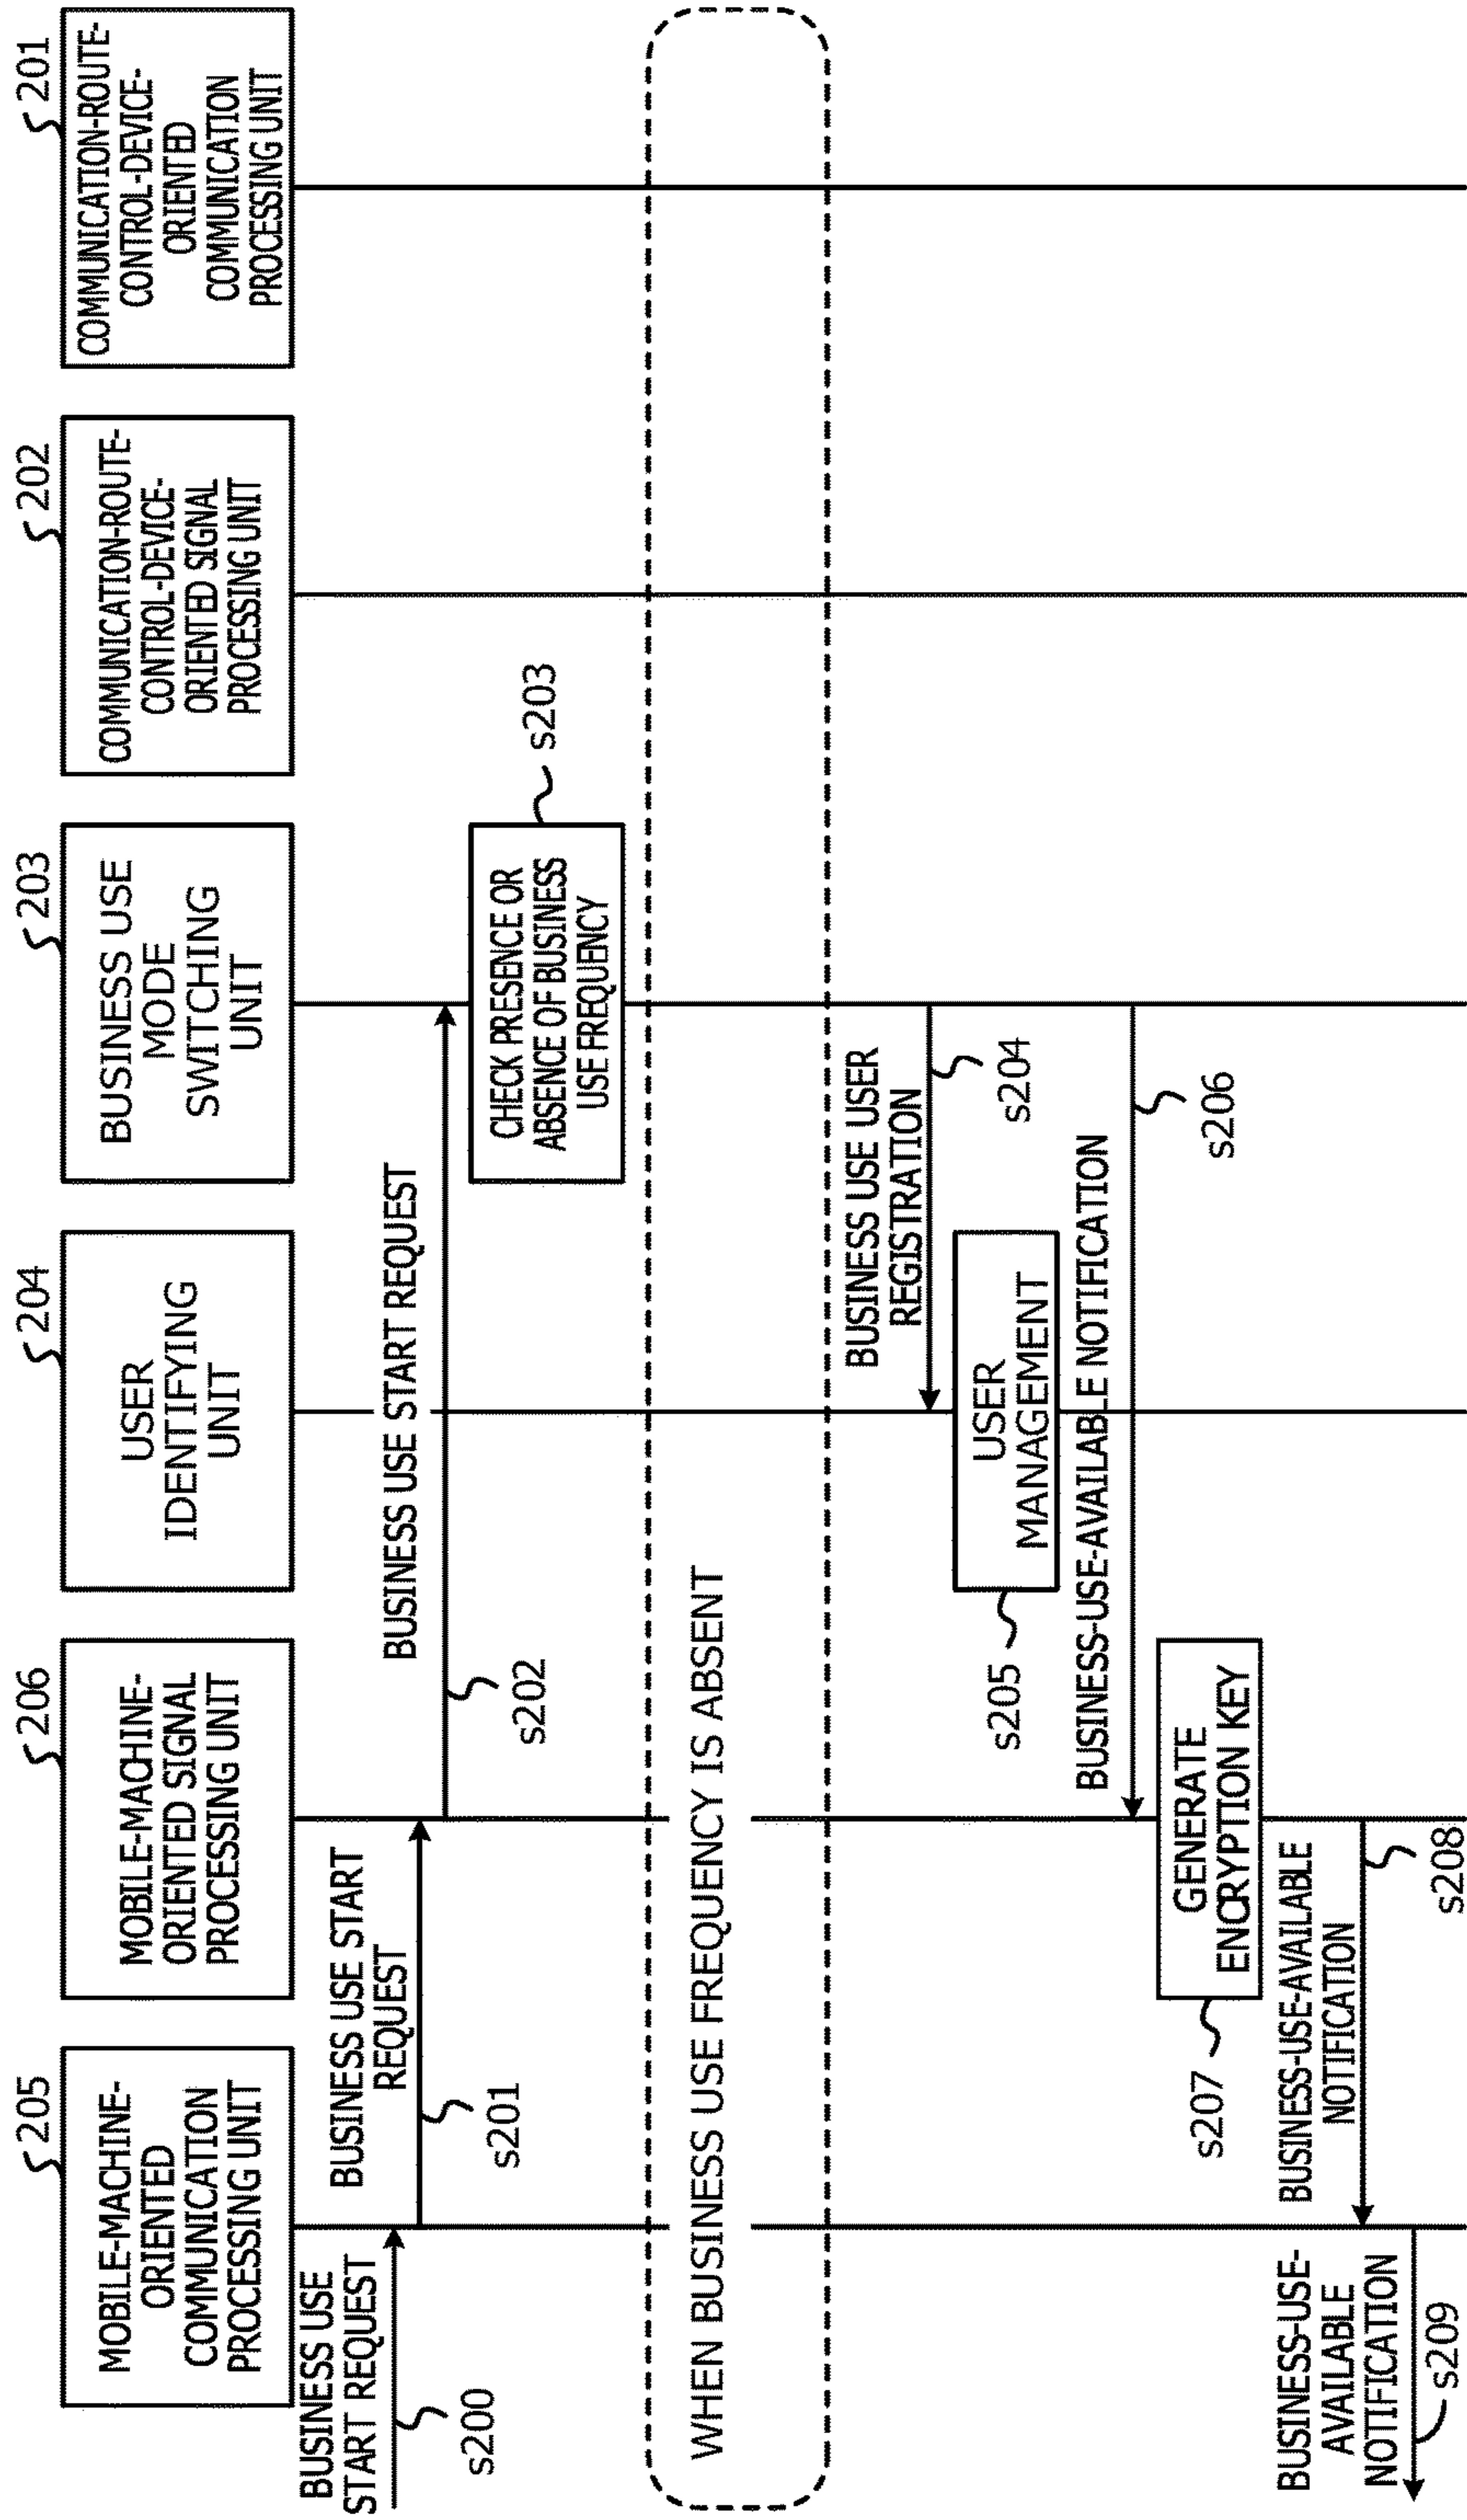 205
MOBILE-MACHINE-
ORIENTED
COMMUNICATION
PROCESSING UNIT
206
MOBILE-MACHINE-
ORIENTED SIGNAL
PROCESSING UNIT
204
USER
IDENTIFYING
UNIT
203
BUSINESS USE
MODE
SWITCHING
UNIT
202
COMMUNICATION-ROUTE-
CONTROL-DEVICE-
ORIENTED SIGNAL
PROCESSING UNIT
201
COMMUNICATION-ROUTE-
CONTROL-DEVICE-
ORIENTED
COMMUNICATION
PROCESSING UNIT
BUSINESS USE
START REQUEST
s200
BUSINESS USE START
REQUEST
s201
BUSINESS USE START REQUEST
s202
CHECK PRESENCE OR
ABSENCE OF BUSINESS
USE FREQUENCY
s203
WHEN BUSINESS USE FREQUENCY IS ABSENT
BUSINESS USE USER
REGISTRATION
s204
USER
MANAGEMENT
s205
BUSINESS-USE-AVAILABLE NOTIFICATION
s206
GENERATE
ENCRYPTION KEY
s207
BUSINESS-USE-AVAILABLE
NOTIFICATION
s208
BUSINESS-USE-
AVAILABLE
NOTIFICATION
s209